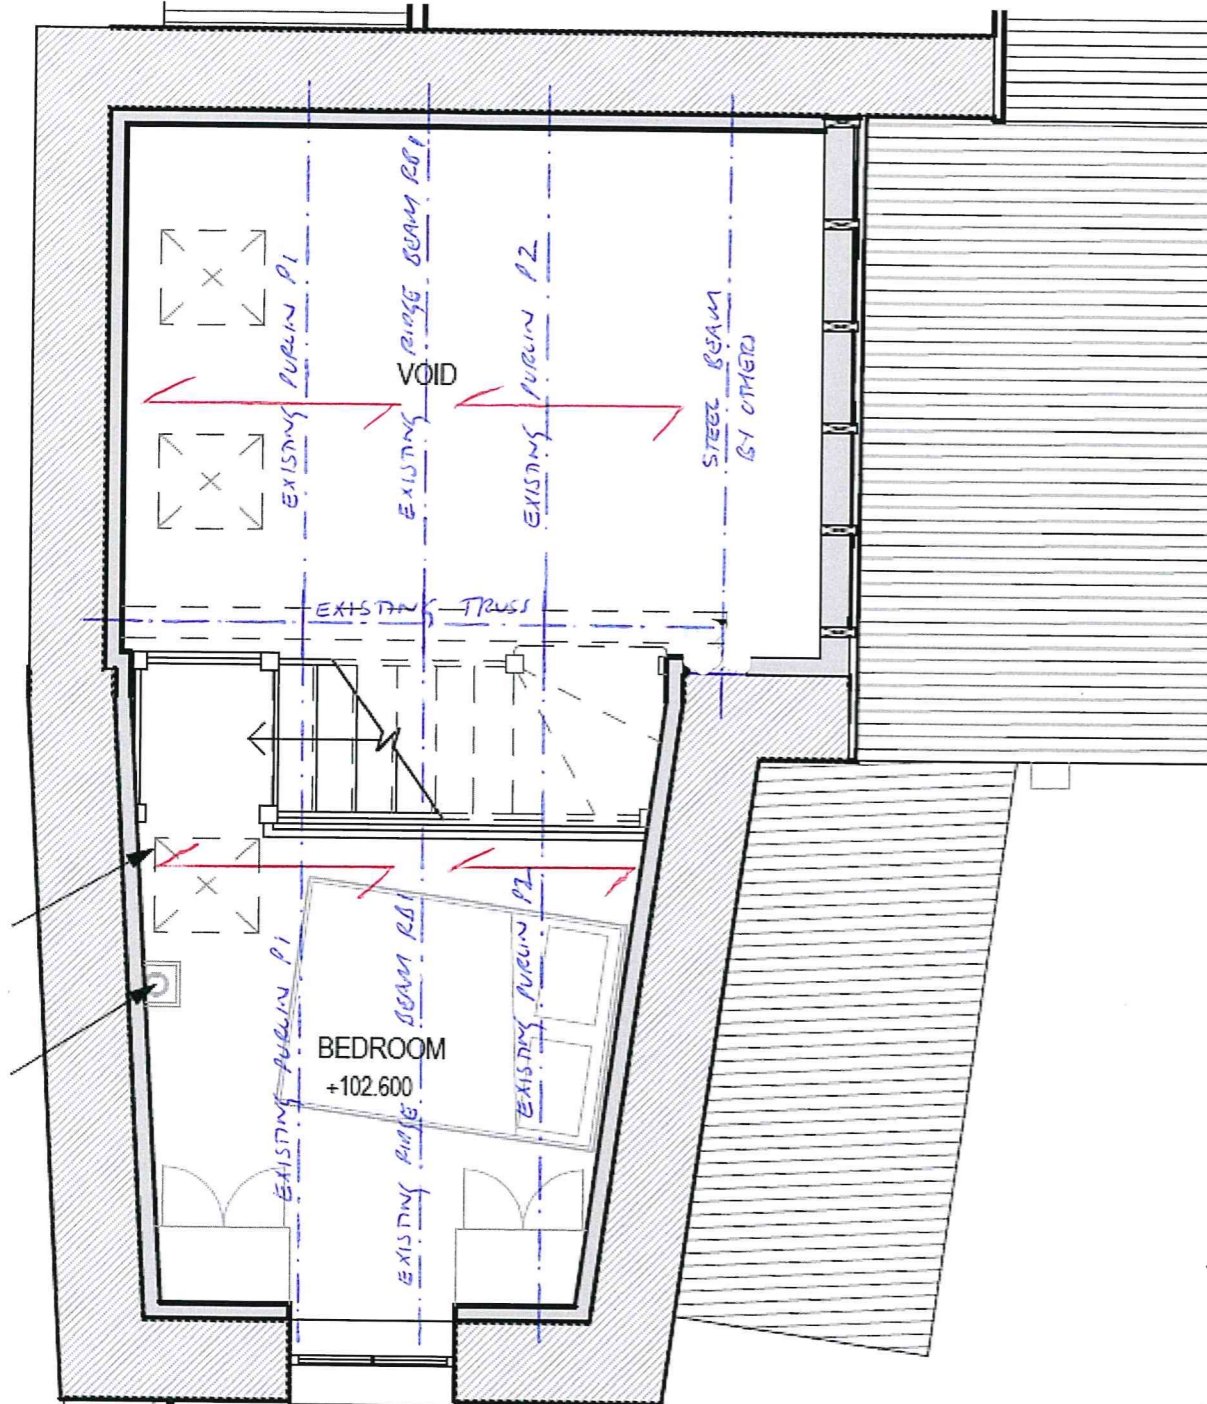 EXISTING PURLIN P1
EXISTING RIDGE BEAM RB1
EXISTING PURLIN P2
STEEL BEAM
BY OTHERS
VOID
EXISTING TRUSS
EXISTING PURLIN P1
EXISTING RIDGE BEAM RB1
EXISTING PURLIN P2
BEDROOM
+102.600